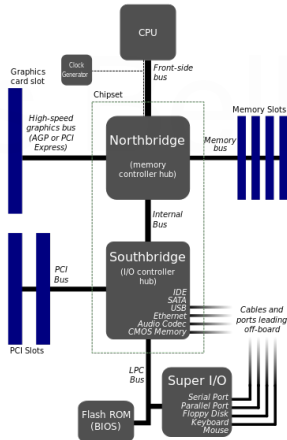 CPU
Graphics
card slot
Clock
Generator
Front-side
bus
Chipset
Memory Slots
High-speed
graphics bus
(AGP or PCI
Express)
Northbridge
(memory
controller hub)
Memory
bus
Internal
Bus
Southbridge
(I/O controller
hub)
PCI
Bus
IDE
SATA
USB
Ethernet
Audio Codec
CMOS Memory
Cables and
ports leading
off-board
PCI Slots
LPC
Bus
Super I/O
Serial Port
Parallel Port
Floppy Disk
Keyboard
Mouse
Flash ROM
(BIOS)